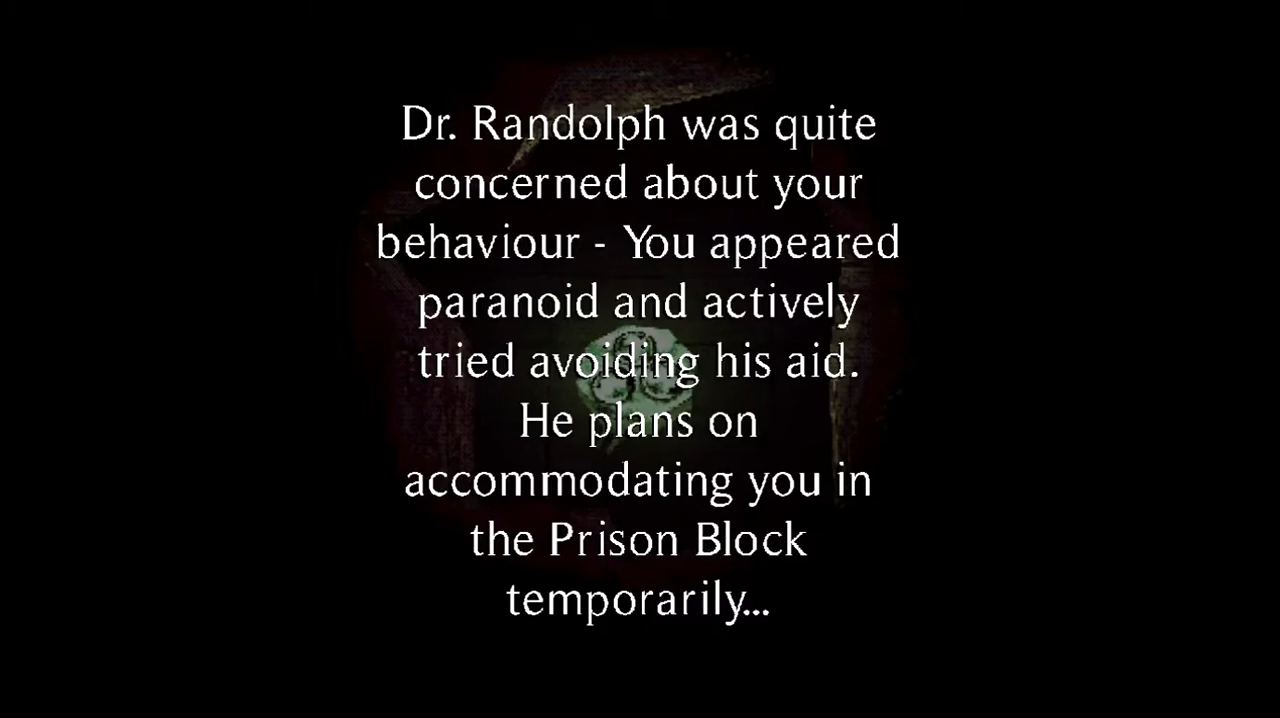 Dr. Randolph was quite
concerned about your
behaviour - You appeared
paranoid and actively
tried avoiding his aid.
He plans on
accommodating you in
the Prison Block
temporarily...